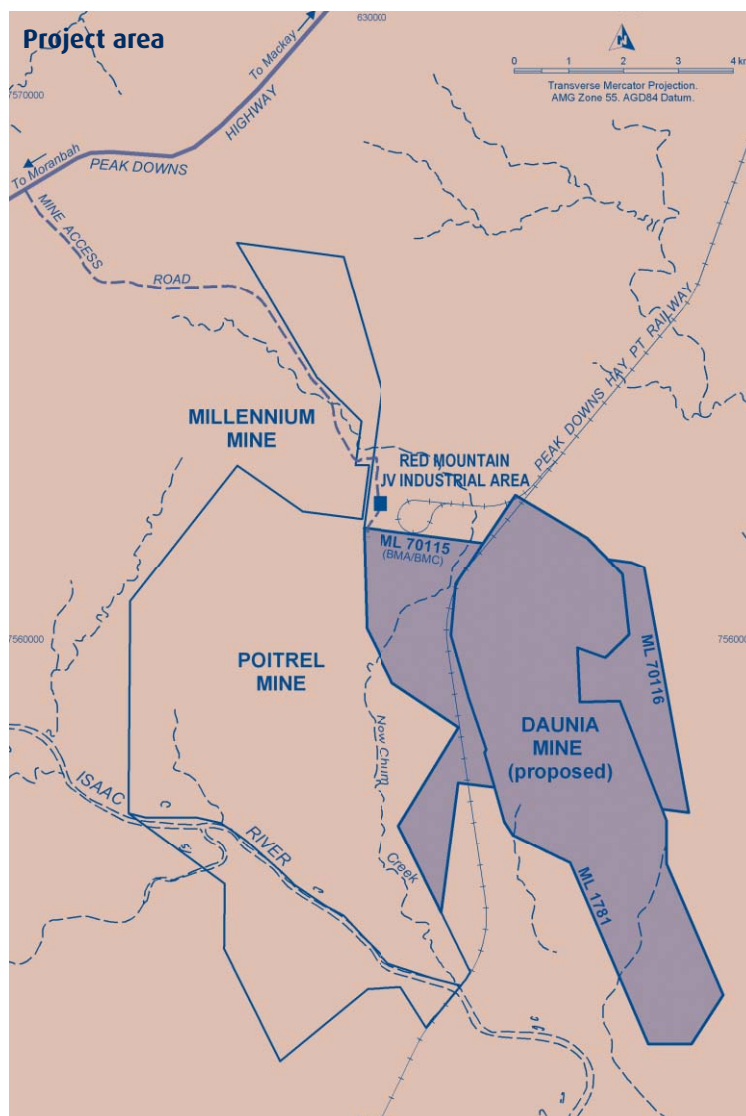 Project area
630000
To Mackay
0 1 2 3 4 km
Transverse Mercator Projection.
AMG Zone 55. AGD84 Datum.
7570000
HIGHWAY
To Moranbah
PEAK DOWNS
MINE ACCESS
ROAD
PEAK DOWNS HAY PT RAILWAY
MILLENNIUM
MINE
RED MOUNTAIN
JV INDUSTRIAL AREA
ML 70115
(BMA/BMC)
7560000
756000
ML 70116
POITREL
MINE
DAUNIA
MINE
(proposed)
Now Chum
Creek
ISAAC
RIVER
ML 1781